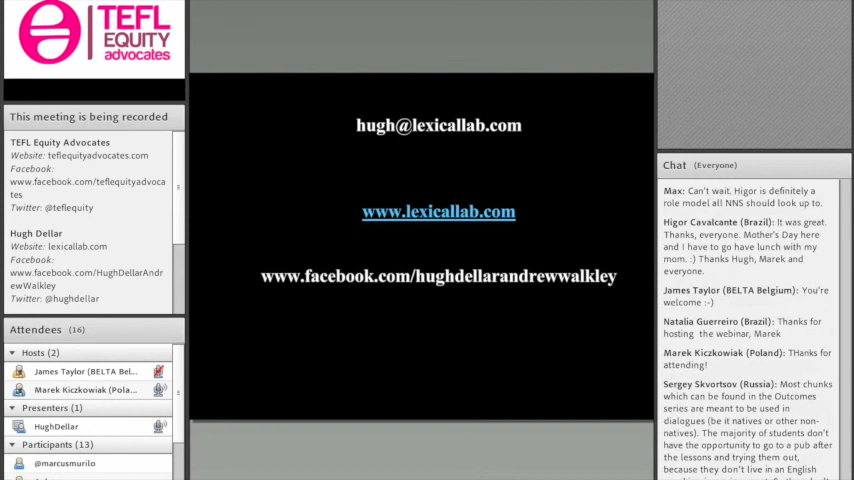 TEFL
EQUITY
advocates
This meeting is being recorded
TEFL Equity Advocates
Website: teflequityadvocates.com
Facebook:
www.facebook.com/teflequityadvoca
tes
Twitter: @teflequity
Hugh Dellar
Website: lexicallab.com
Facebook:
www.facebook.com/HughDellarAndr
ewWalkley
Twitter: @hughdellar
Attendees (16)
Hosts (2)
James Taylor (BELTA Bel...
Marek Kiczkowiak (Pola...
Presenters (1)
HughDellar
Participants (13)
@marcusmurilo
hugh@lexicallab.com
www.lexicallab.com
www.facebook.com/hughdellarandrewwalkley
Chat (Everyone)
Max: Can't wait. Higor is definitely a
role model all NNS should look up to.
Higor Cavalcante (Brazil): It was great.
Thanks, everyone. Mother's Day here
and I have to go have lunch with my
mom. :) Thanks Hugh, Marek and
everyone.
James Taylor (BELTA Belgium): You're
welcome :-)
Natalia Guerreiro (Brazil): Thanks for
hosting the webinar, Marek
Marek Kiczkowiak (Poland): THanks for
attending!
Sergey Skvortsov (Russia): Most chunks
which can be found in the Outcomes
series are meant to be used in
dialogues (be it natives or other non-
natives). The majority of students don't
have the opportunity to go to a pub after
the lessons and trying them out,
because they don't live in an English